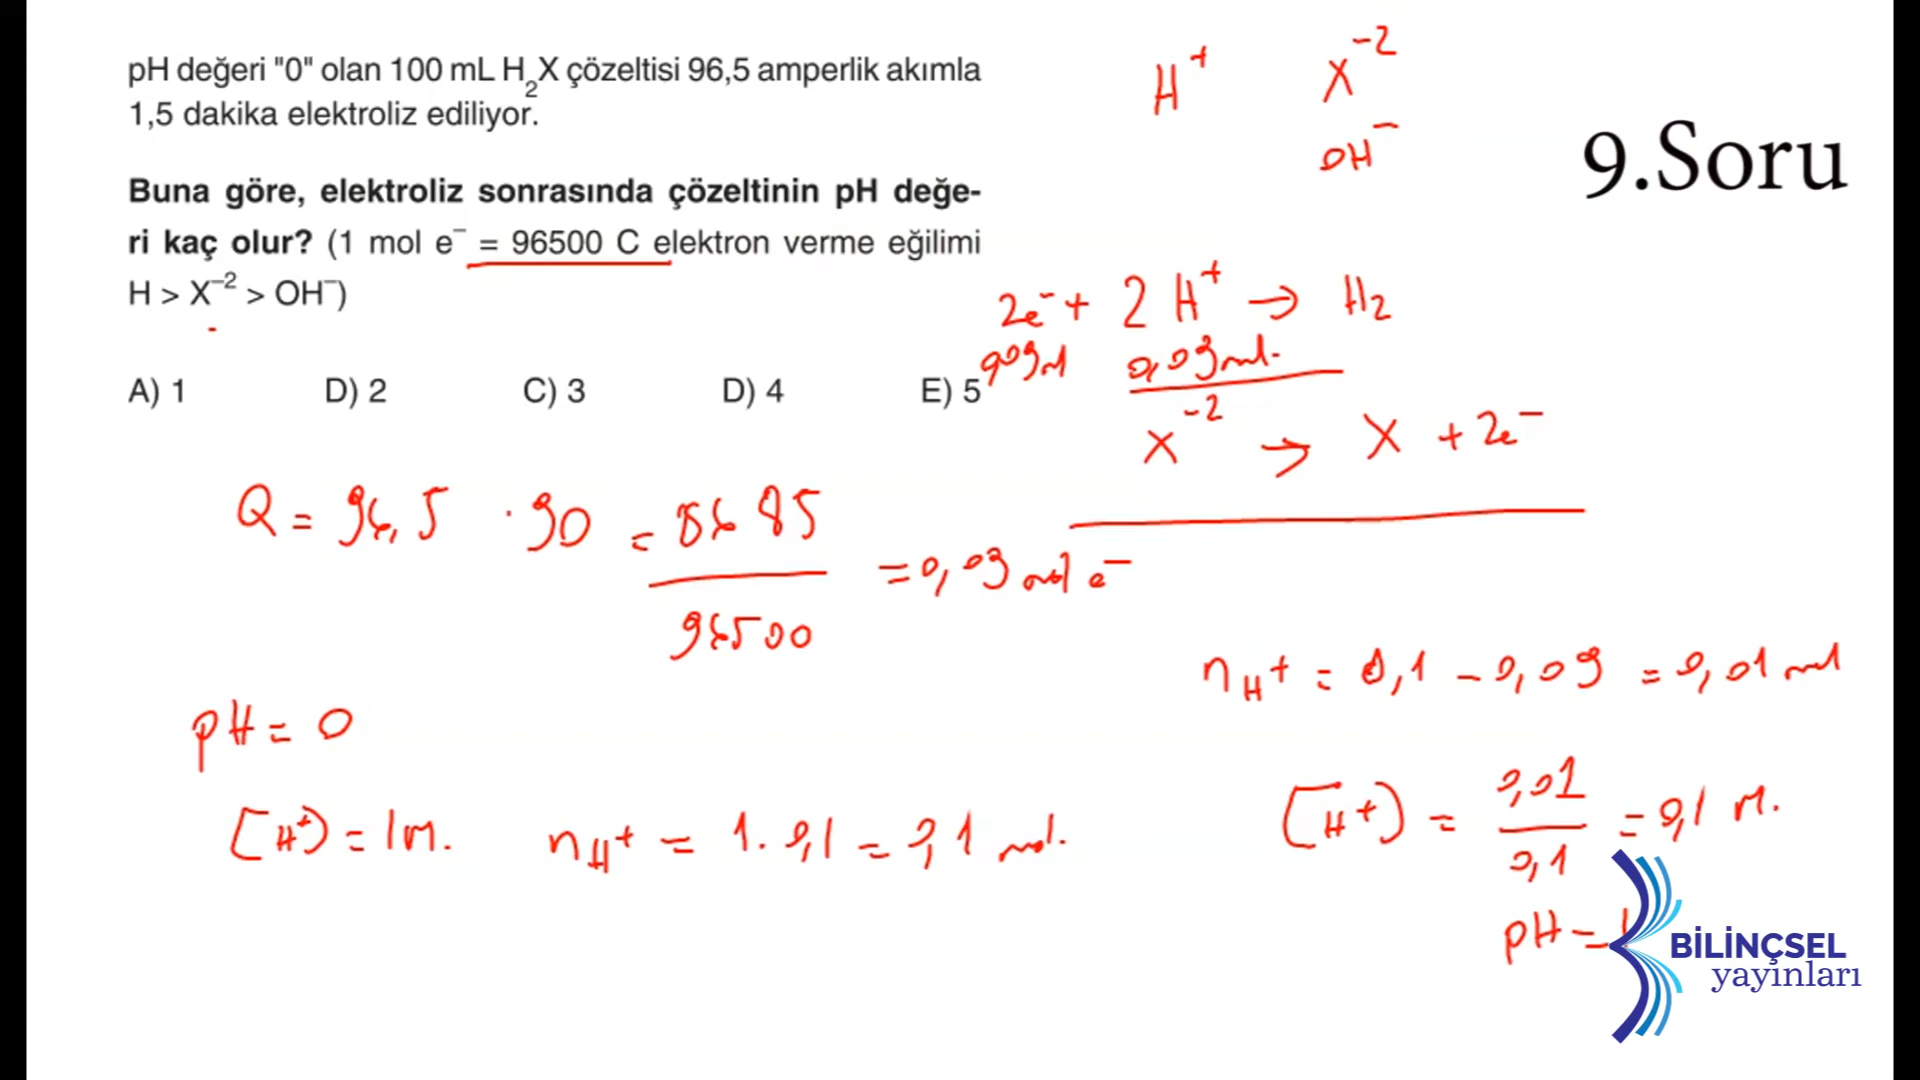 pH değeri "0" olan 100 mL H₂X çözeltisi 96,5 amperlik akımla
1,5 dakika elektroliz ediliyor.
Buna göre, elektroliz sonrasında çözeltinin pH değe-
ri kaç olur? (1 mol e⁻ = 96500 C elektron verme eğilimi
H > X⁻² > OH⁻)
A) 1 D) 2 C) 3 D) 4 E) 5
9.Soru
H⁺ X⁻²
OH⁻
2e⁻ + 2H⁺ → H₂
0,09 mol 0,09 mol.
X⁻² → X + 2e⁻
Q = 96,5 · 90 = 8685
96500
= 0,09 mol e⁻
pH = 0
[H⁺] = 1M. nH⁺ = 1. 0,1 = 0,1 mol.
nH⁺ = 0,1 - 0,09 = 0,01 mol
[H⁺] = 0,01
0,1
= 0,1 M.
pH = 1
BİLİNÇSEL
yayınları